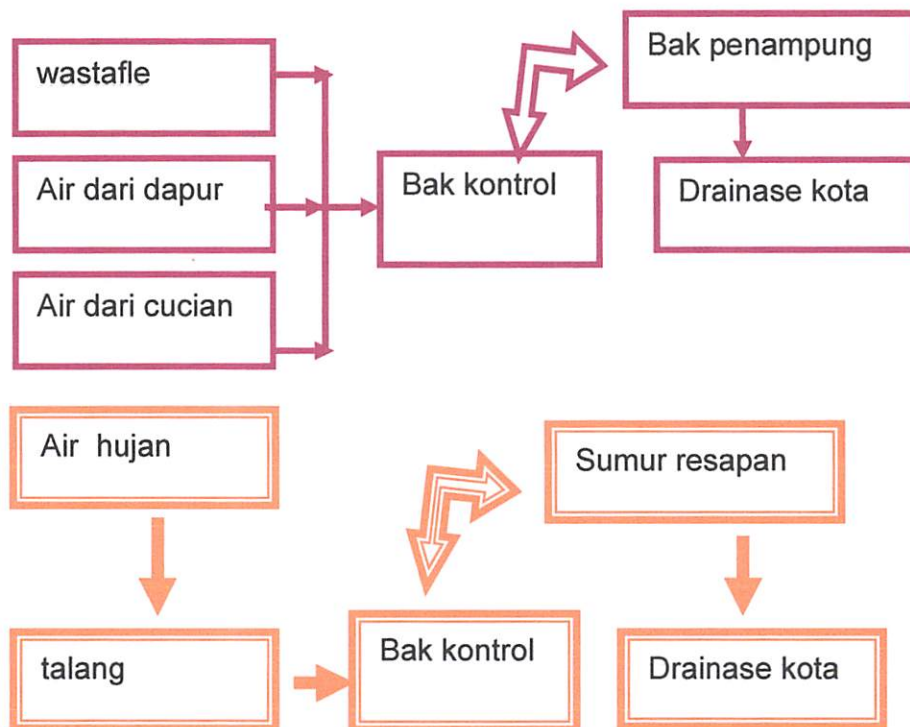 wastafle
Bak penampung
Air dari dapur
Bak kontrol
Drainase kota
Air dari cucian
Air hujan
Sumur resapan
talang
Bak kontrol
Drainase kota